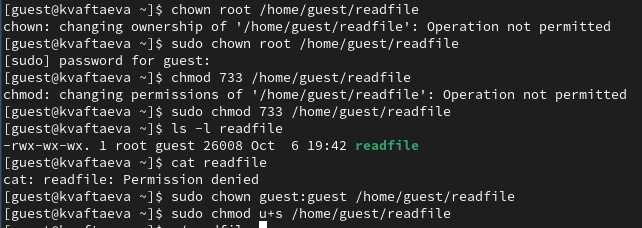 [guest@kvaftaeva ~]$ chown root /home/guest/readfile
chown: changing ownership of '/home/guest/readfile': Operation not permitted
[guest@kvaftaeva ~]$ sudo chown root /home/guest/readfile
[sudo] password for guest:
[guest@kvaftaeva ~]$ chmod 733 /home/guest/readfile
chmod: changing permissions of '/home/guest/readfile': Operation not permitted
[guest@kvaftaeva ~]$ sudo chmod 733 /home/guest/readfile
[guest@kvaftaeva ~]$ ls -l readfile
-rwx-wx-wx. 1 root guest 26008 Oct  6 19:42 readfile
[guest@kvaftaeva ~]$ cat readfile
cat: readfile: Permission denied
[guest@kvaftaeva ~]$ sudo chown guest:guest /home/guest/readfile
[guest@kvaftaeva ~]$ sudo chmod u+s /home/guest/readfile